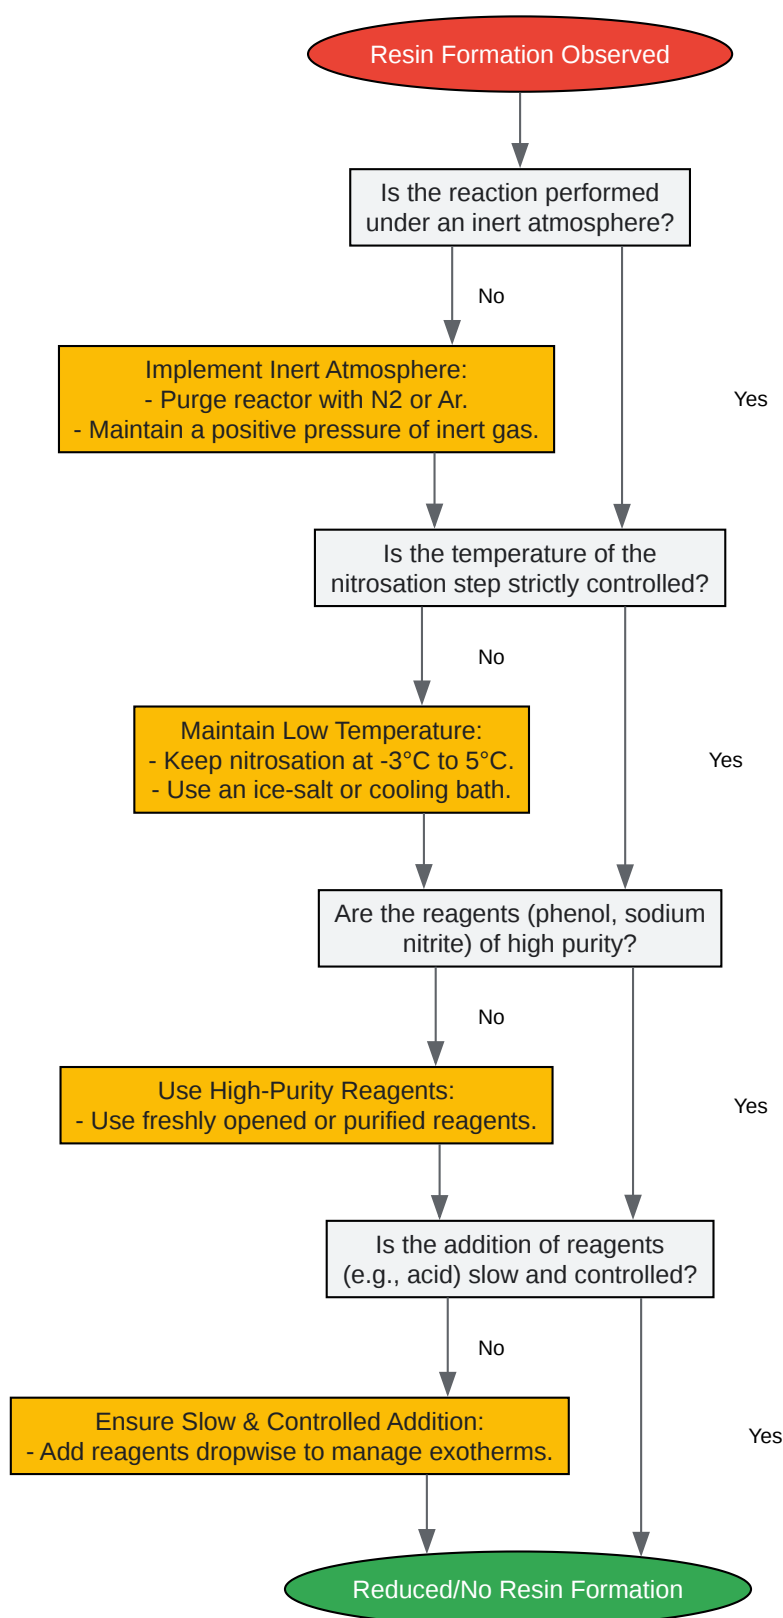 Resin Formation Observed
Is the reaction performed
under an inert atmosphere?
No
Implement Inert Atmosphere:
- Purge reactor with N2 or Ar.
- Maintain a positive pressure of inert gas.
Yes
Is the temperature of the
nitrosation step strictly controlled?
No
Maintain Low Temperature:
- Keep nitrosation at -3°C to 5°C.
- Use an ice-salt or cooling bath.
Yes
Are the reagents (phenol, sodium
nitrite) of high purity?
No
Use High-Purity Reagents:
- Use freshly opened or purified reagents.
Yes
Is the addition of reagents
(e.g., acid) slow and controlled?
No
Ensure Slow & Controlled Addition:
- Add reagents dropwise to manage exotherms.
Yes
Reduced/No Resin Formation